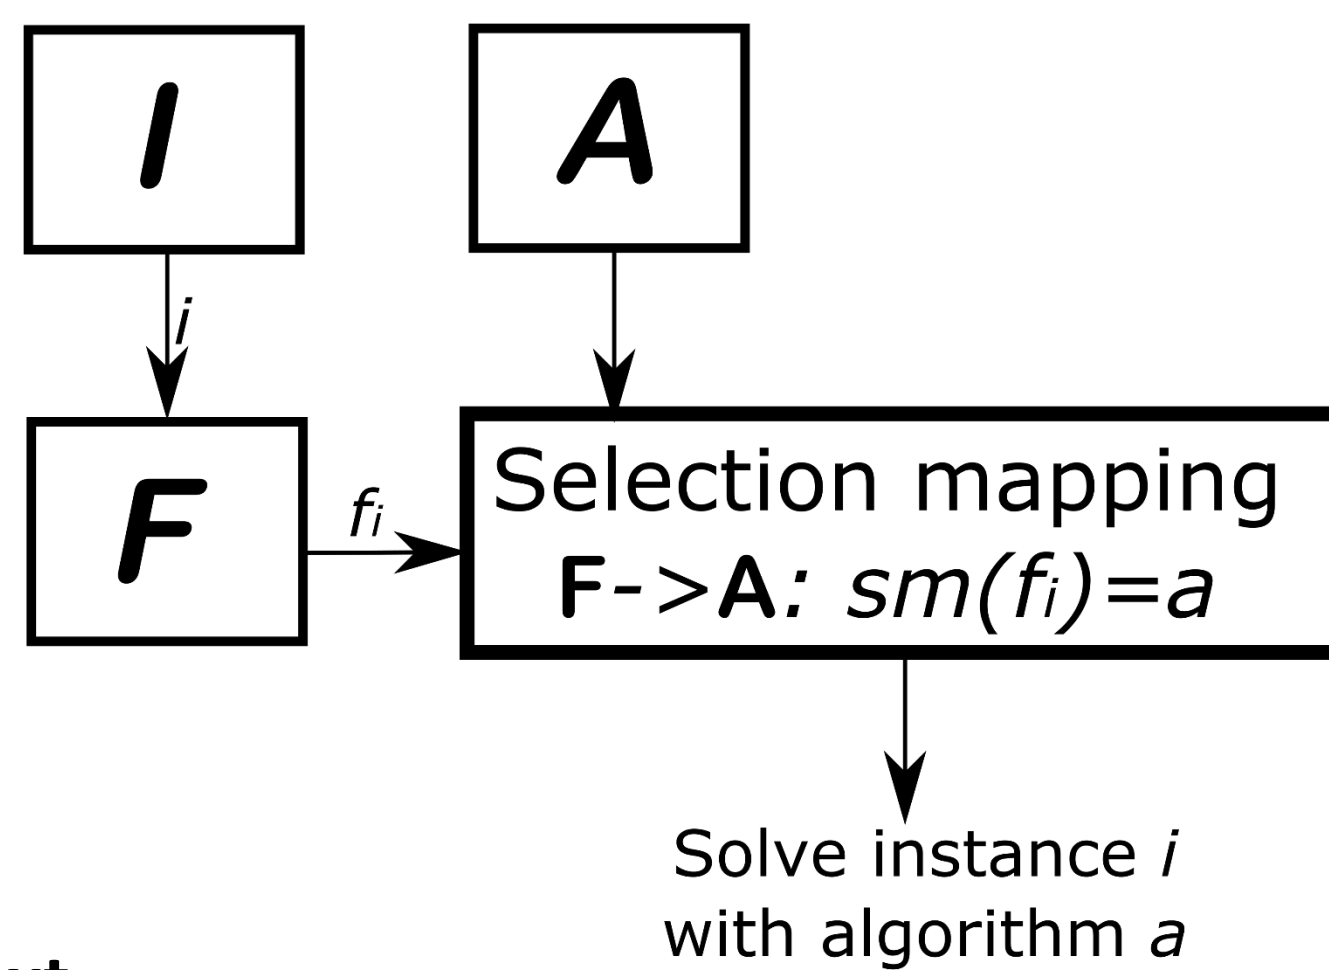 I
A
i
F
fi
Selection mapping
F->A: sm(fi)=a
Solve instance i
with algorithm a